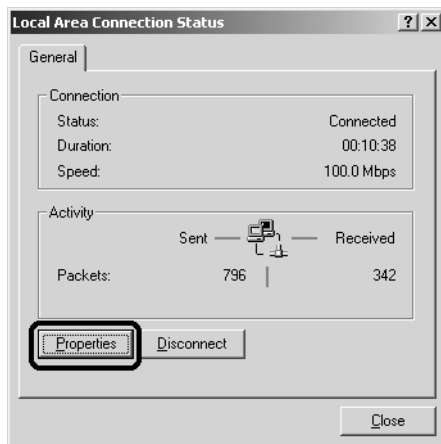 Local Area Connection Status
General
Connection
Status: Connected
Duration: 00:10:38
Speed: 100.0 Mbps
Activity
Sent Received
Packets: 796 342
Properties Disconnect
Close